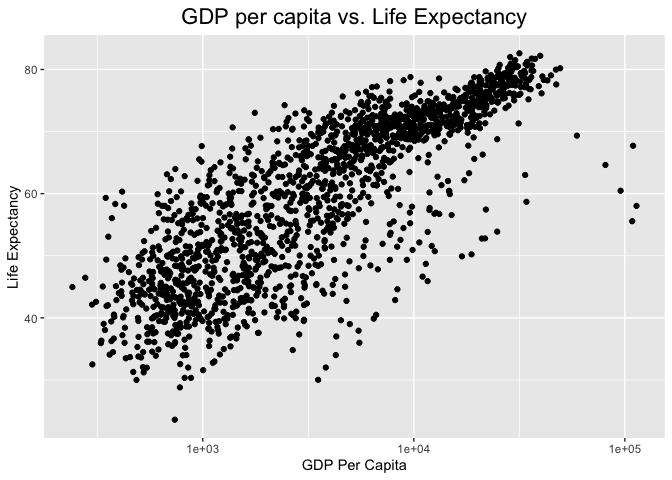 GDP per capita vs. Life Expectancy
80
60
40
Life Expectancy
1e+03
1e+04
1e+05
GDP Per Capita